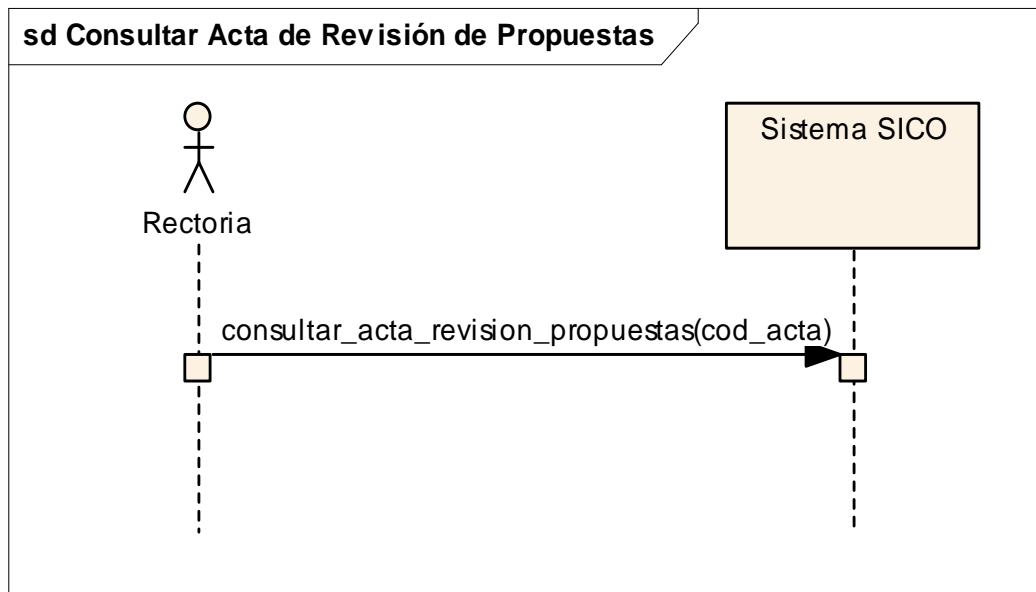 sd Consultar Acta de Revisión de Propuestas
Sistema SICO
Rectoria
consultar_acta_revision_propuestas(cod_acta)